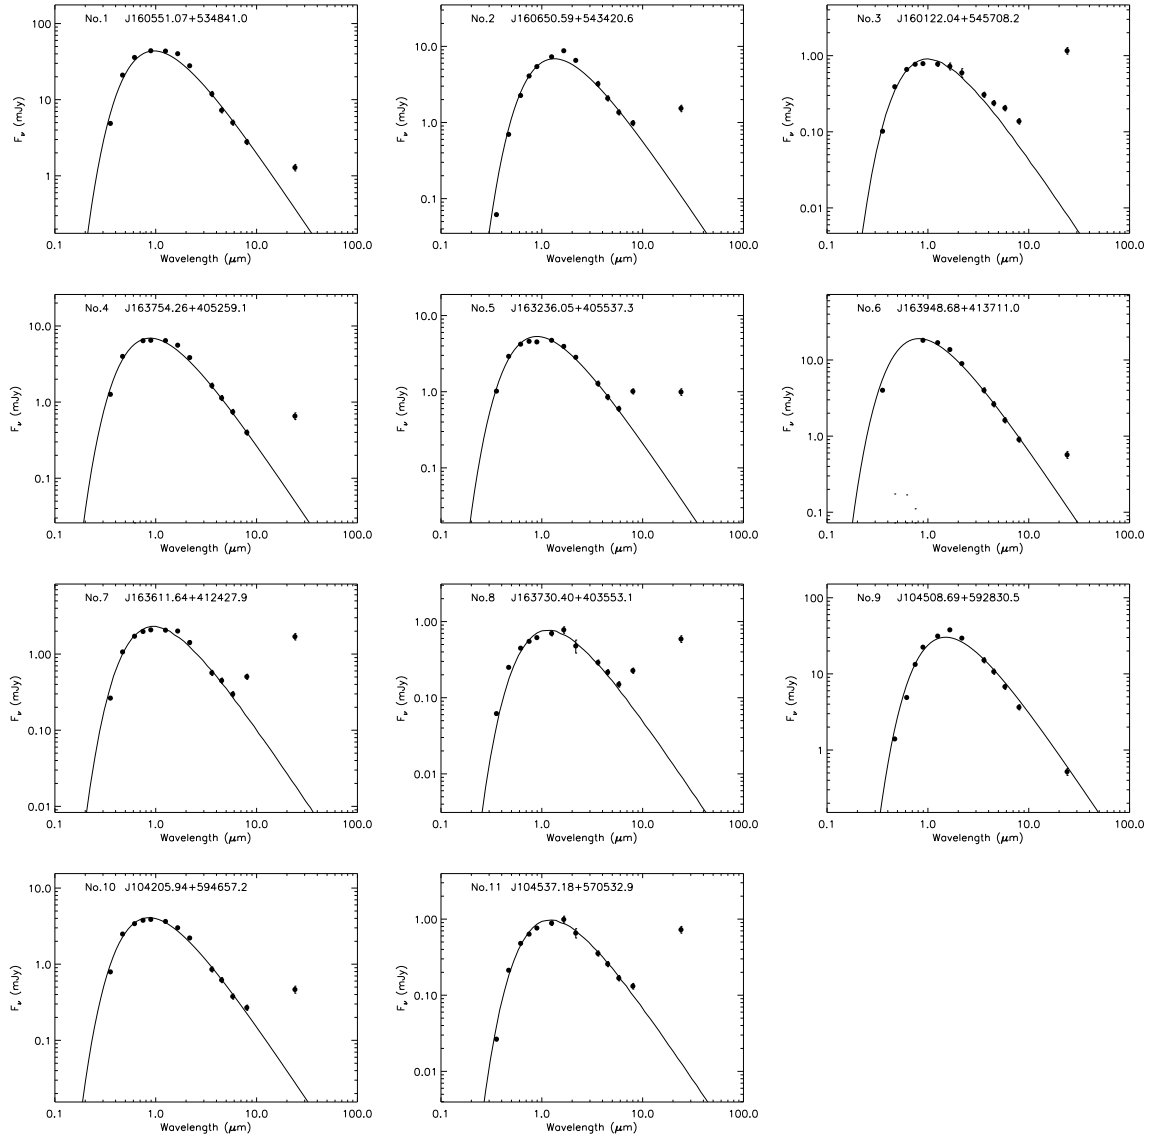 No.1 J160551.07+534841.0
100
10
1
F𝜈 (mJy)
0.1 1.0 10.0 100.0
Wavelength (μm)
No.2 J160650.59+543420.6
10.0
1.0
0.1
F𝜈 (mJy)
0.1 1.0 10.0 100.0
Wavelength (μm)
No.3 J160122.04+545708.2
1.00
0.10
0.01
F𝜈 (mJy)
0.1 1.0 10.0 100.0
Wavelength (μm)
No.4 J163754.26+405259.1
10.0
1.0
0.1
F𝜈 (mJy)
0.1 1.0 10.0 100.0
Wavelength (μm)
No.5 J163236.05+405537.3
10.0
1.0
0.1
F𝜈 (mJy)
0.1 1.0 10.0 100.0
Wavelength (μm)
No.6 J163948.68+413711.0
10.0
1.0
0.1
F𝜈 (mJy)
0.1 1.0 10.0 100.0
Wavelength (μm)
No.7 J163611.64+412427.9
1.00
0.10
0.01
F𝜈 (mJy)
0.1 1.0 10.0 100.0
Wavelength (μm)
No.8 J163730.40+403553.1
1.00
0.10
0.01
F𝜈 (mJy)
0.1 1.0 10.0 100.0
Wavelength (μm)
No.9 J104508.69+592830.5
100
10
1
F𝜈 (mJy)
0.1 1.0 10.0 100.0
Wavelength (μm)
No.10 J104205.94+594657.2
10.0
1.0
0.1
F𝜈 (mJy)
0.1 1.0 10.0 100.0
Wavelength (μm)
No.11 J104537.18+570532.9
1.00
0.10
0.01
F𝜈 (mJy)
0.1 1.0 10.0 100.0
Wavelength (μm)